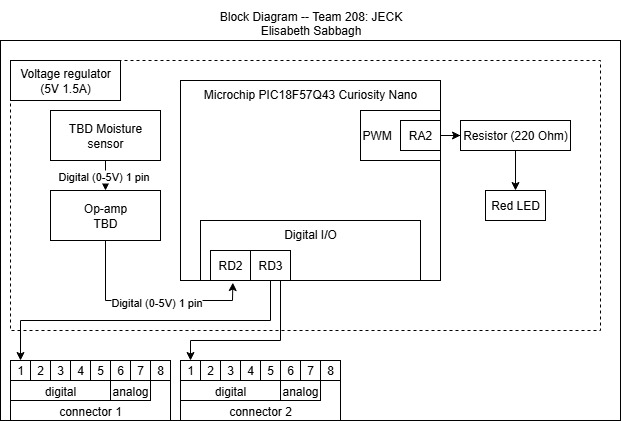 Block Diagram -- Team 208: JECK
Elisabeth Sabbagh
Voltage regulator
(5V 1.5A)
Microchip PIC18F57Q43 Curiosity Nano
TBD Moisture
sensor
PWM
RA2
Resistor (220 Ohm)
Digital (0-5V) 1 pin
Op-amp
TBD
Red LED
Digital I/O
RD2
RD3
Digital (0-5V) 1 pin
1 2 3 4 5 6 7 8
digital analog
connector 1
1 2 3 4 5 6 7 8
digital analog
connector 2